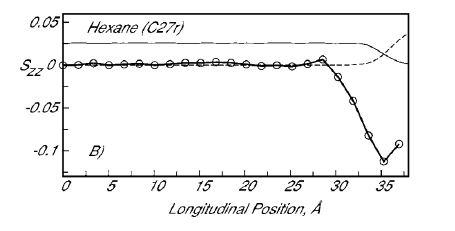 0.05
Hexane (C27r)
Szz 0
-0.05
-0.1
B)
0 5 10 15 20 25 30 35
Longitudinal Position, Å